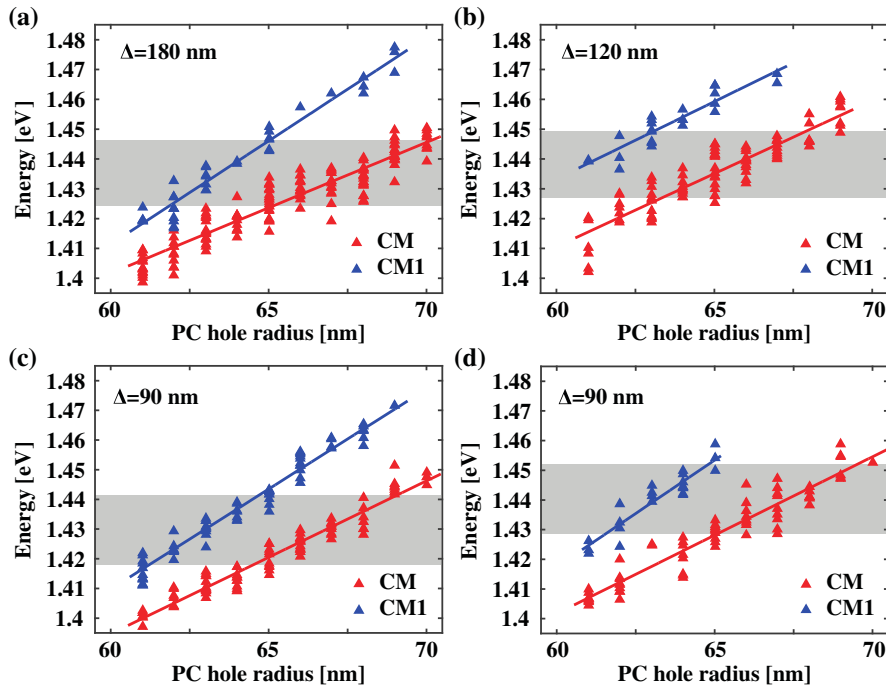 (a)
Δ=180 nm
Energy [eV]
1.48
1.47
1.46
1.45
1.44
1.43
1.42
1.41
1.4
CM
CM1
60 65 70
PC hole radius [nm]
(b)
Δ=120 nm
Energy [eV]
1.48
1.47
1.46
1.45
1.44
1.43
1.42
1.41
1.4
CM
CM1
60 65 70
PC hole radius [nm]
(c)
Δ=90 nm
Energy [eV]
1.48
1.47
1.46
1.45
1.44
1.43
1.42
1.41
1.4
CM
CM1
60 65 70
PC hole radius [nm]
(d)
Δ=90 nm
Energy [eV]
1.48
1.47
1.46
1.45
1.44
1.43
1.42
1.41
1.4
CM
CM1
60 65 70
PC hole radius [nm]